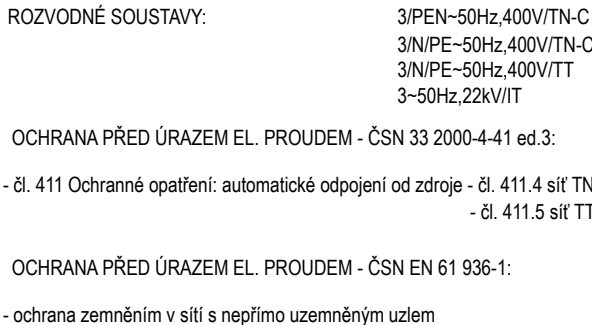 ROZVODNÉ SOUSTAVY: 3/PEN~50Hz,400V/TN-C
3/N/PE~50Hz,400V/TN-C
3/N/PE~50Hz,400V/TT
3~50Hz,22kV/IT
OCHRANA PŘED ÚRAZEM EL. PROUDEM - ČSN 33 2000-4-41 ed.3:
- čl. 411 Ochranné opatření: automatické odpojení od zdroje - čl. 411.4 síť TN
- čl. 411.5 síť TT
OCHRANA PŘED ÚRAZEM EL. PROUDEM - ČSN EN 61 936-1:
- ochrana zemněním v sítí s nepřímo uzemněným uzlem